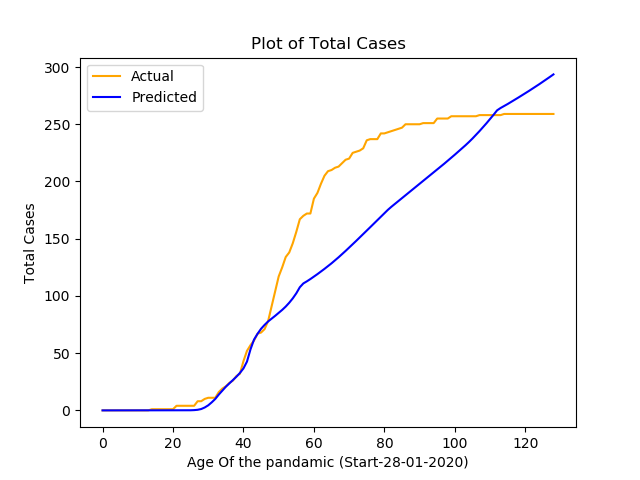 Plot of Total Cases
Actual
Predicted
300
250
200
150
100
50
0
Total Cases
0 20 40 60 80 100 120
Age Of the pandamic (Start-28-01-2020)